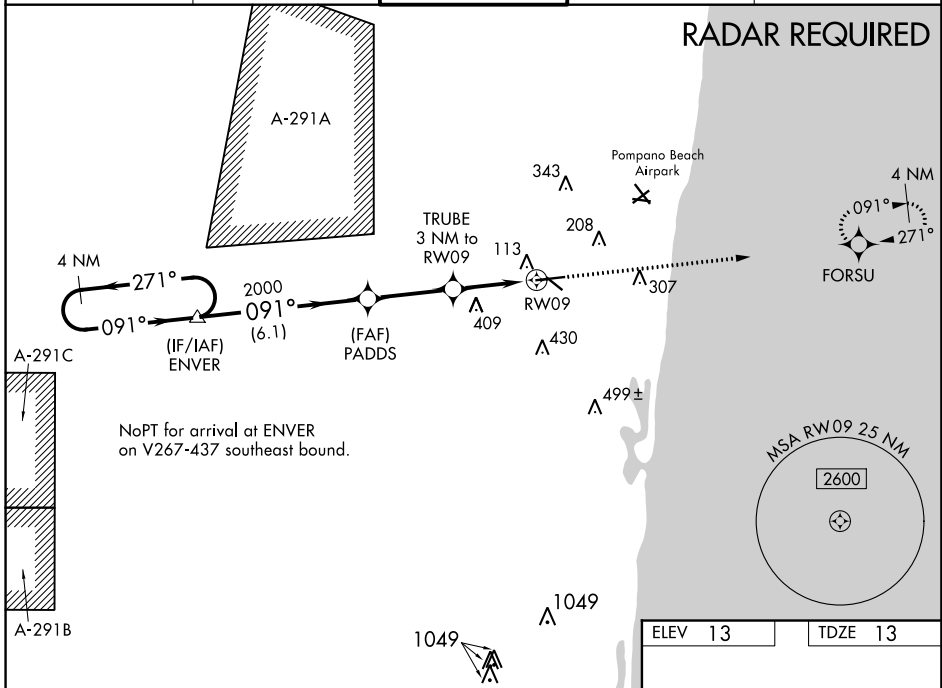 RADAR REQUIRED
A-291A
Pompano Beach
Airpark
343
4 NM
091°
271°
TRUBE
3 NM to
RW09
208
113
FORSU
4 NM
271°
2000
091°
(6.1)
091°
RW09
307
409
(IF/IAF)
ENVER
(FAF)
PADDS
430
A-291C
499±
NoPT for arrival at ENVER
on V267-437 southeast bound.
MSA RW09 25 NM
2600
1049
A-291B
1049
ELEV 13
TDZE 13